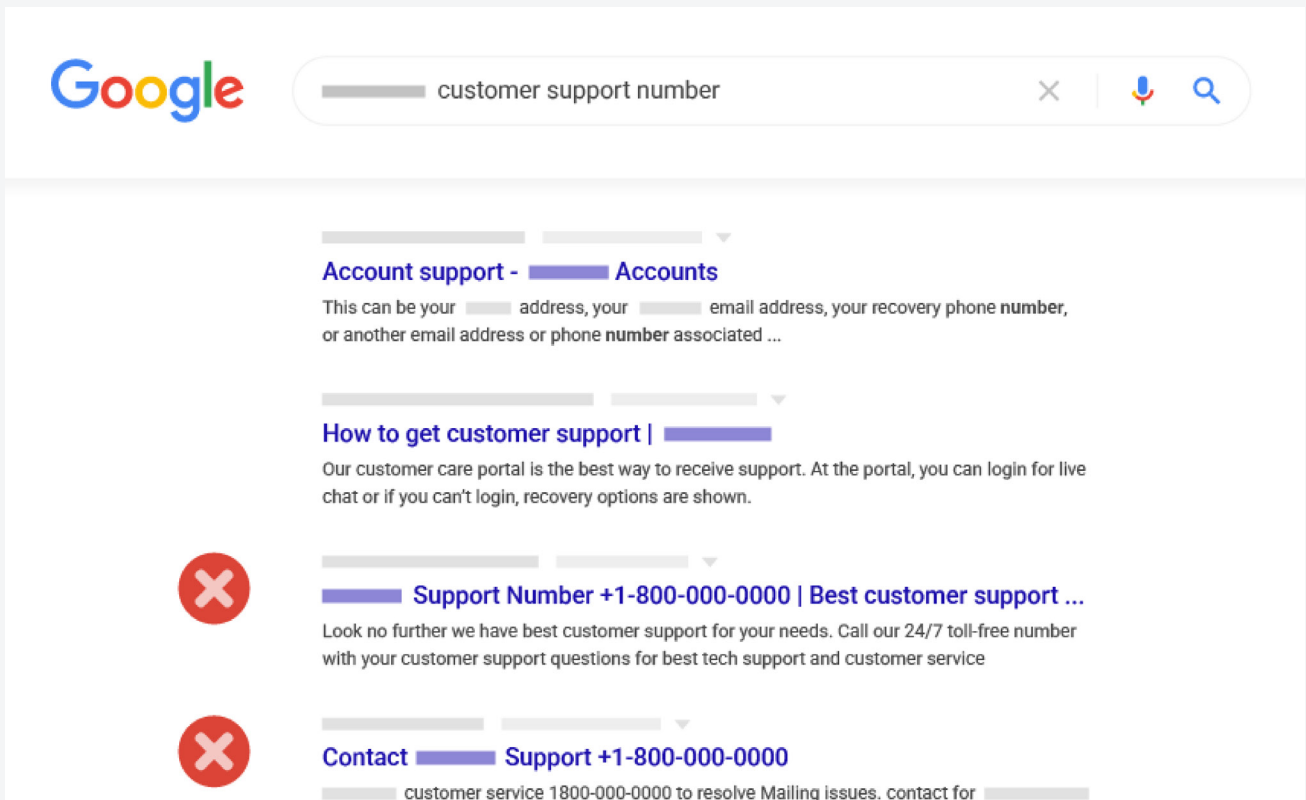 Google
customer support number
Account support - Accounts
This can be your address, your email address, your recovery phone number,
or another email address or phone number associated ...
How to get customer support |
Our customer care portal is the best way to receive support. At the portal, you can login for live
chat or if you can't login, recovery options are shown.
Support Number +1-800-000-0000 | Best customer support ...
Look no further we have best customer support for your needs. Call our 24/7 toll-free number
with your customer support questions for best tech support and customer service
Contact Support +1-800-000-0000
customer service 1800-000-0000 to resolve Mailing issues. contact for